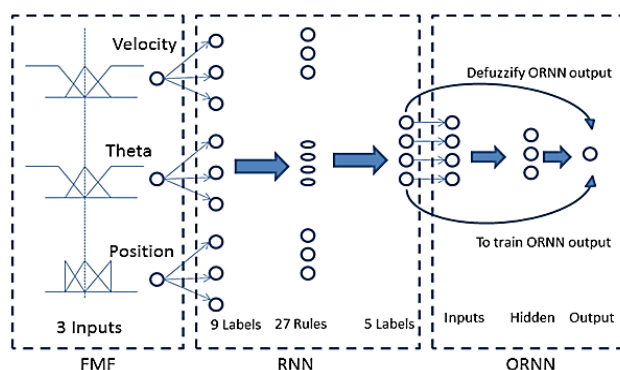 Velocity
Defuzzify ORNN output
Theta
Position
To train ORNN output
3 Inputs
9 Labels
27 Rules
5 Labels
Inputs
Hidden
Output
FMF
RNN
ORNN